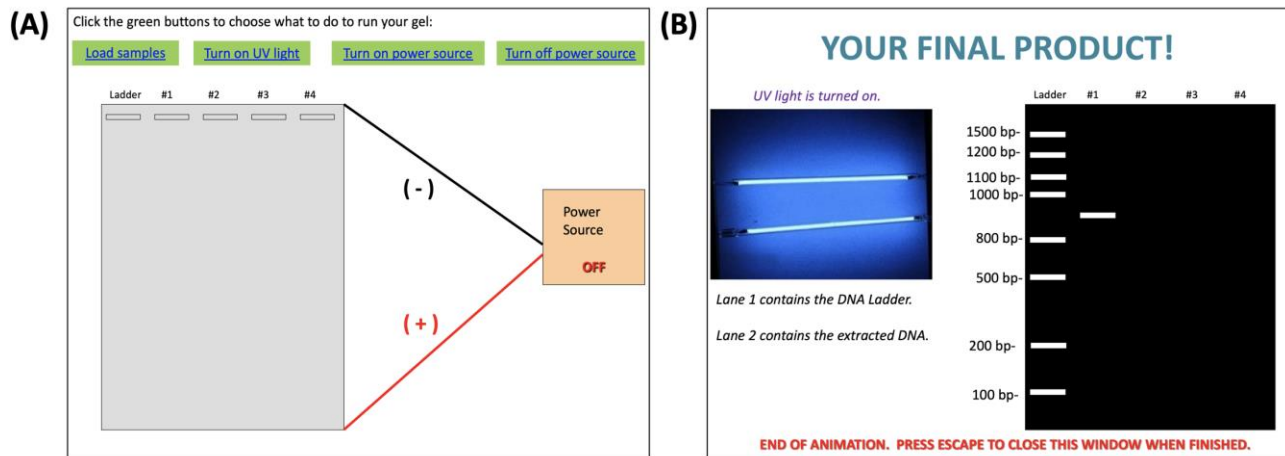 (A)
Click the green buttons to choose what to do to run your gel:
Load samples Turn on UV light Turn on power source Turn off power source
Ladder #1 #2 #3 #4
( - )
Power
Source
OFF
( + )
(B)
YOUR FINAL PRODUCT!
UV light is turned on.
Lane 1 contains the DNA Ladder.
Lane 2 contains the extracted DNA.
Ladder #1 #2 #3 #4
1500 bp-
1200 bp-
1100 bp-
1000 bp-
800 bp-
500 bp-
200 bp-
100 bp-
END OF ANIMATION. PRESS ESCAPE TO CLOSE THIS WINDOW WHEN FINISHED.